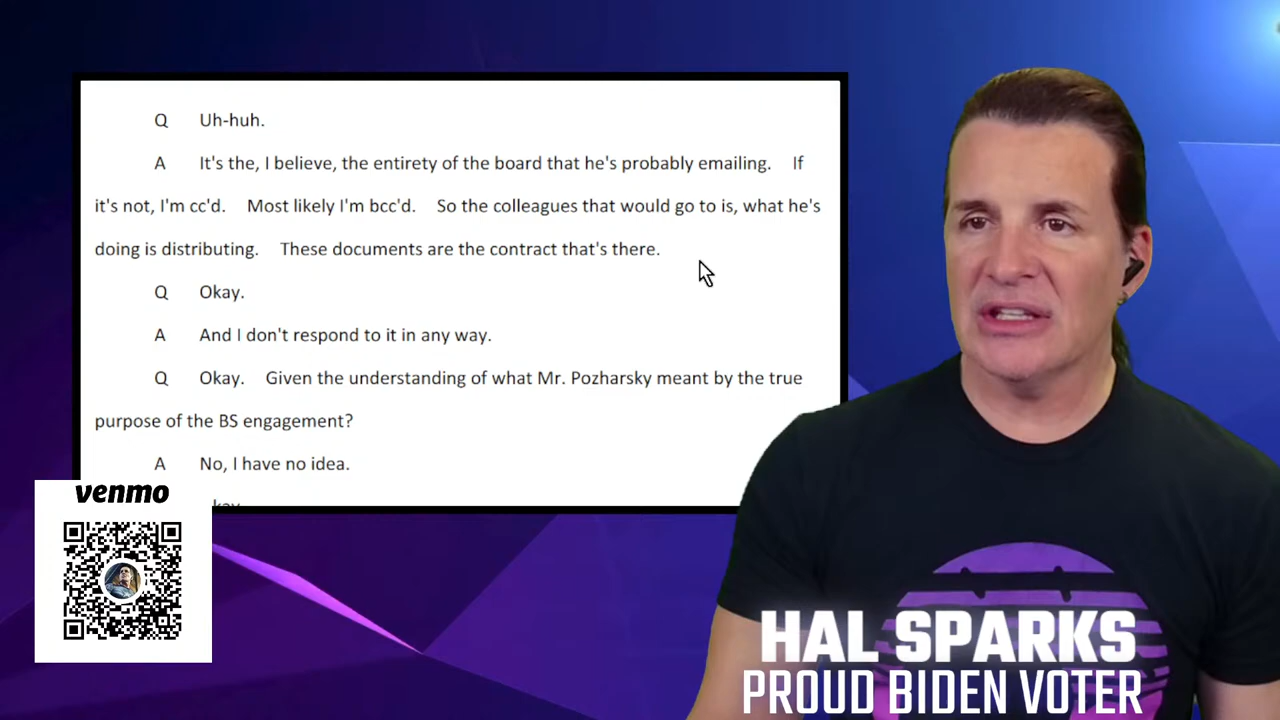 Q Uh-huh.
A It's the, I believe, the entirety of the board that he's probably emailing. If
it's not, I'm cc'd. Most likely I'm bcc'd. So the colleagues that would go to is, what he's
doing is distributing. These documents are the contract that's there.
Q Okay.
A And I don't respond to it in any way.
Q Okay. Given the understanding of what Mr. Pozharsky meant by the true
purpose of the BS engagement?
A No, I have no idea.
venmo
HAL SPARKS
PROUD BIDEN VOTER